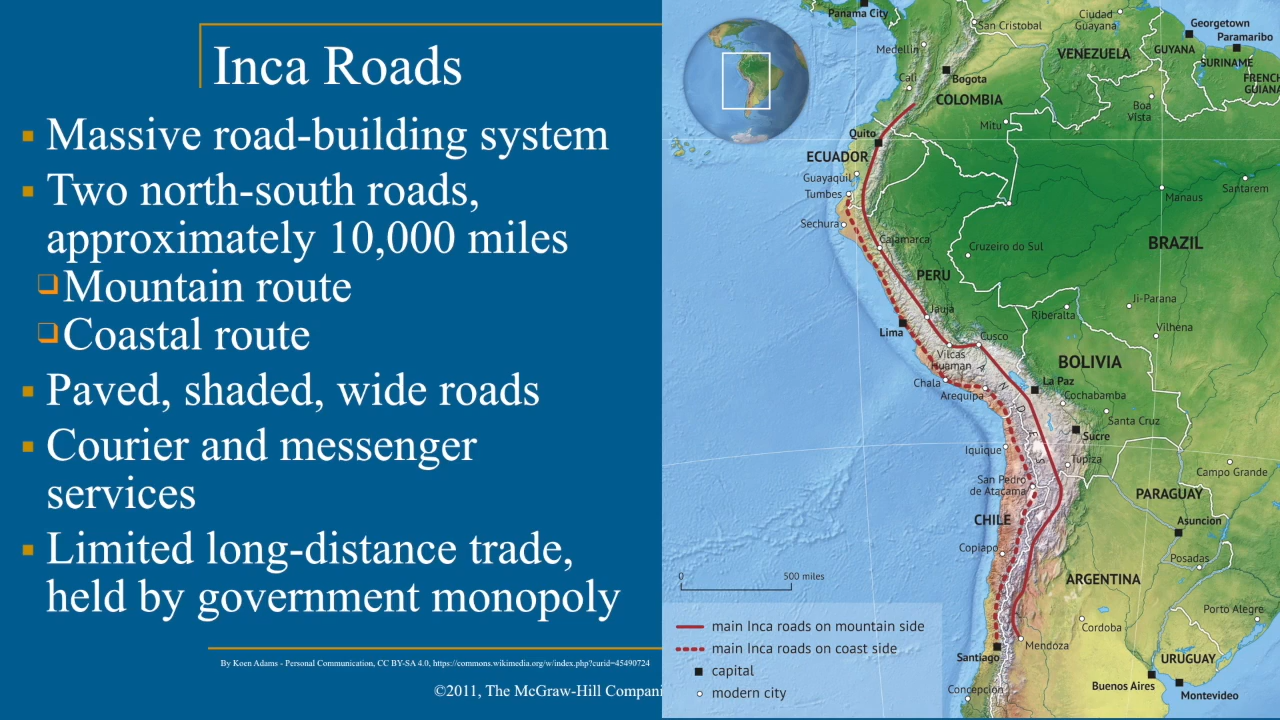 Inca Roads
Massive road-building system
Two north-south roads,
approximately 10,000 miles
Mountain route
Coastal route
Paved, shaded, wide roads
Courier and messenger
services
Limited long-distance trade,
held by government monopoly
By Koen Adams - Personal Communication, CC BY-SA 4.0, https://commons.wikimedia.org/w/index.php?curid=45490724
©2011, The McGraw-Hill Compani
Panama City
San Cristobal
Ciudad
Guayana
Georgetown
Paramaribo
Medellin
VENEZUELA
GUYANA
SURINAME
FRENCH
GUIANA
Cali
Bogota
COLOMBIA
Boa
Vista
Mitu
Quito
ECUADOR
Guayaquil
Tumbes
Manaus
Santarem
Sechura
Cajamarca
Cruzeiro do Sul
BRAZIL
PERU
Ji-Parana
Jauja
Riberalta
Lima
Vilhena
Cusco
Vilcas
Huaman
BOLIVIA
Chala
La Paz
Arequipa
Cochabamba
Santa Cruz
A N D E S
Sucre
Iquique
Tupiza
Campo Grande
San Pedro
de Atacama
PARAGUAY
CHILE
Asuncion
Copiapo
Posadas
0 500 miles
ARGENTINA
Porto Alegre
main Inca roads on mountain side
Cordoba
main Inca roads on coast side
Mendoza
Santiago
URUGUAY
capital
Buenos Aires
modern city
Concepcion
Montevideo